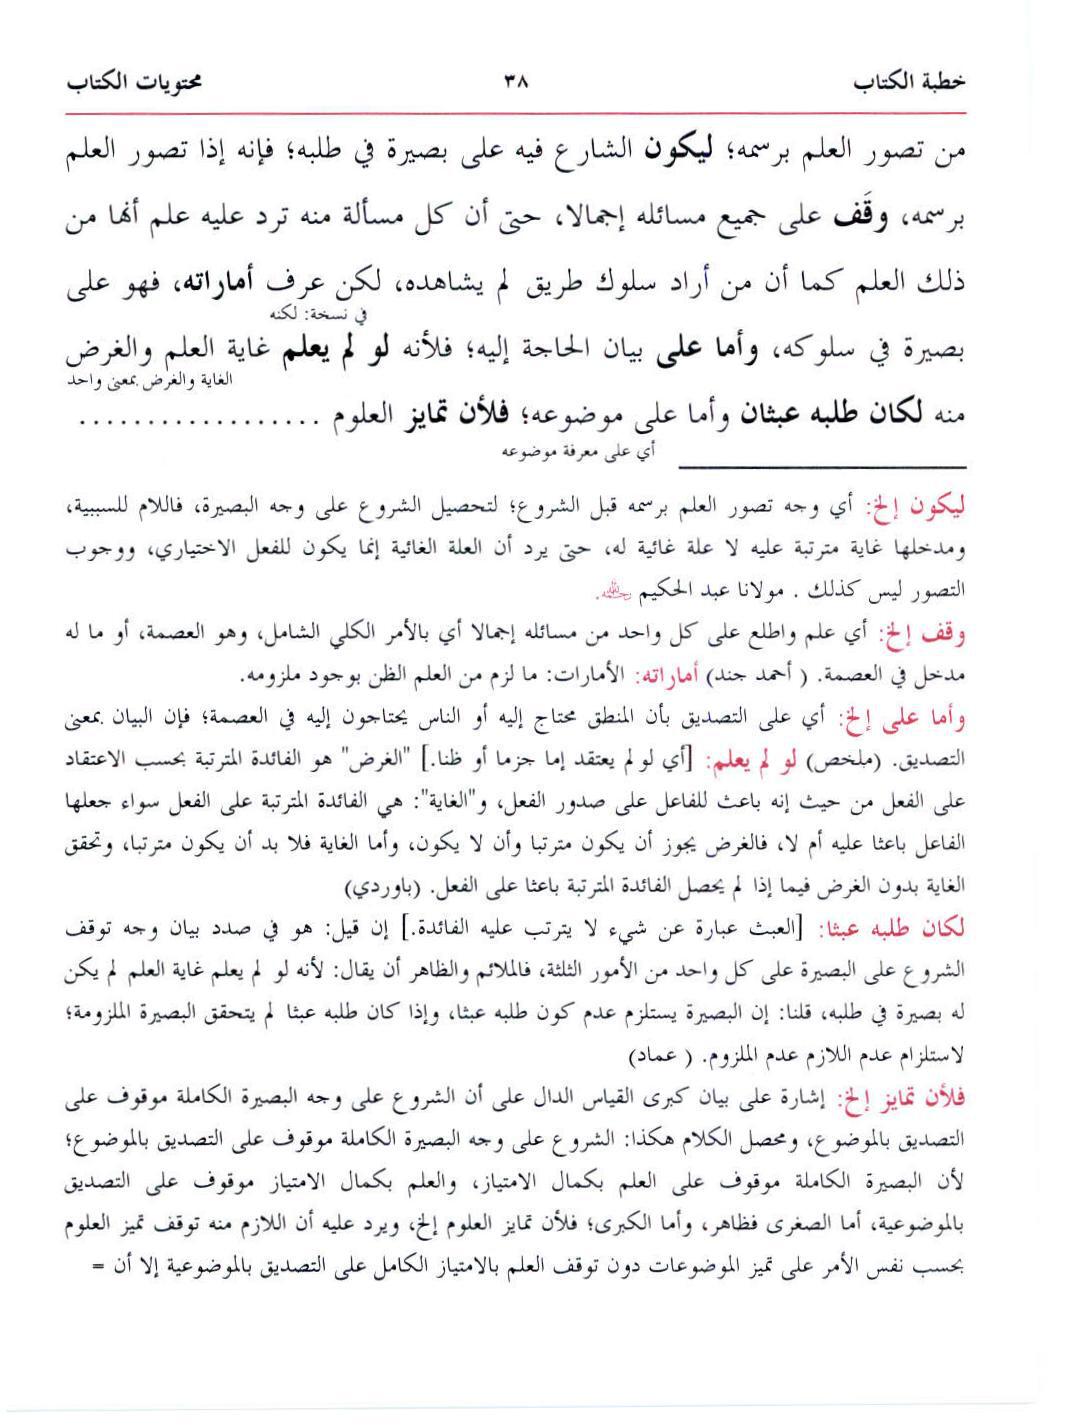 خطبة الكتاب ٣٨ محتويات الكتاب
من تصور العلم برسمه؛ ليكون الشارع فيه على بصيرة في طلبه؛ فإنه إذا تصور العلم
برسمه، وقَف على جميع مسائله إجمالا، حتى أن كل مسألة منه ترد عليه علم أنها من
ذلك العلم كما أن من أراد سلوك طريق لم يشاهده، لكن عرف أماراته، فهو على
في نسخة: لكنه
بصيرة في سلوكه، وأما على بيان الحاجة إليه؛ فلأنه لو لم يعلم غاية العلم والغرض
الغاية والغرض بمعنى واحد
منه لكان طلبه عبثان وأما على موضوعه؛ فلأن تمايز العلوم ..................
أي على معرفة موضوعه
ليكون إلخ: أي وجه تصور العلم برسمه قبل الشروع؛ لتحصيل الشروع على وجه البصيرة، فاللام للسببية،
ومدخلها غاية مترتبة عليه لا علة غائية له، حتى يرد أن العلة الغائية إنما يكون للفعل الاختياري، ووجوب
التصور ليس كذلك . مولانا عبد الحكيم رحمه الله.
وقف إلخ: أي علم واطلع على كل واحد من مسائله إجمالا أي بالأمر الكلي الشامل، وهو العصمة، أو ما له
مدخل في العصمة. ( أحمد جند) أماراته: الأمارات: ما لزم من العلم الظن بوجود ملزومه.
وأما على إلخ: أي على التصديق بأن المنطق محتاج إليه أو الناس يحتاجون إليه في العصمة؛ فإن البيان بمعنى
التصديق. (ملخص) لو لم يعلم: [أي لو لم يعتقد إما جزما أو ظنا.] "الغرض" هو الفائدة المترتبة بحسب الاعتقاد
على الفعل من حيث إنه باعث للفاعل على صدور الفعل، و"الغاية": هي الفائدة المترتبة على الفعل سواء جعلها
الفاعل باعثا عليه أم لا، فالغرض يجوز أن يكون مترتبا وأن لا يكون، وأما الغاية فلا بد أن يكون مترتبا، وتحقق
الغاية بدون الغرض فيما إذا لم يحصل الفائدة المترتبة باعثا على الفعل. (باوردي)
لكان طلبه عبثا: [العبث عبارة عن شيء لا يترتب عليه الفائدة.] إن قيل: هو في صدد بيان وجه توقف
الشروع على البصيرة على كل واحد من الأمور الثلثة، فالملائم والظاهر أن يقال: لأنه لو لم يعلم غاية العلم لم يكن
له بصيرة في طلبه، قلنا: إن البصيرة يستلزم عدم كون طلبه عبثا، وإذا كان طلبه عبثا لم يتحقق البصيرة الملزومة؛
لاستلزام عدم اللازم عدم الملزوم. ( عماد)
فلأن تمايز إلخ: إشارة على بيان كبرى القياس الدال على أن الشروع على وجه البصيرة الكاملة موقوف على
التصديق بالموضوع، ومحصل الكلام هكذا: الشروع على وجه البصيرة الكاملة موقوف على التصديق بالموضوع؛
لأن البصيرة الكاملة موقوف على العلم بكمال الامتياز، والعلم بكمال الامتياز موقوف على التصديق
بالموضوعية، أما الصغرى فظاهر، وأما الكبرى؛ فلأن تمايز العلوم إلخ، ويرد عليه أن اللازم منه توقف تميز العلوم
بحسب نفس الأمر على تميز الموضوعات دون توقف العلم بالامتياز الكامل على التصديق بالموضوعية إلا أن =